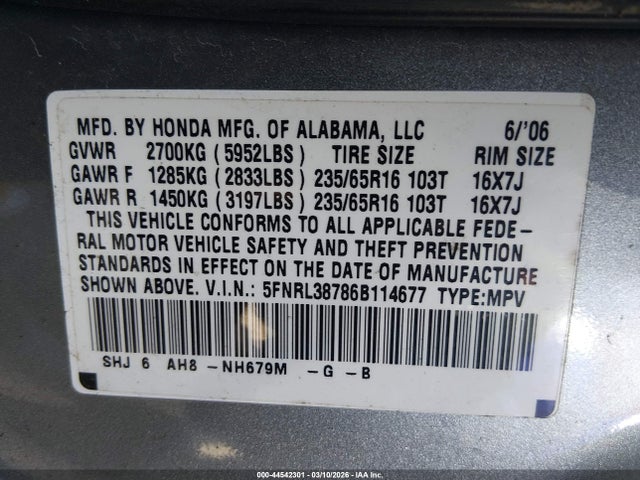 MFD. BY HONDA MFG. OF ALABAMA, LLC 6/'06
GVWR 2700KG (5952LBS) TIRE SIZE RIM SIZE
GAWR F 1285KG (2833LBS) 235/65R16 103T 16X7J
GAWR R 1450KG (3197LBS) 235/65R16 103T 16X7J
THIS VEHICLE CONFORMS TO ALL APPLICABLE FEDE-
RAL MOTOR VEHICLE SAFETY AND THEFT PREVENTION
STANDARDS IN EFFECT ON THE DATE OF MANUFACTURE
SHOWN ABOVE. V.I.N.: 5FNRL38786B114677 TYPE:MPV
SHJ 6 AH8 -NH679M -G -B
000-44542301 - 03/10/2026 - IAAI.COM